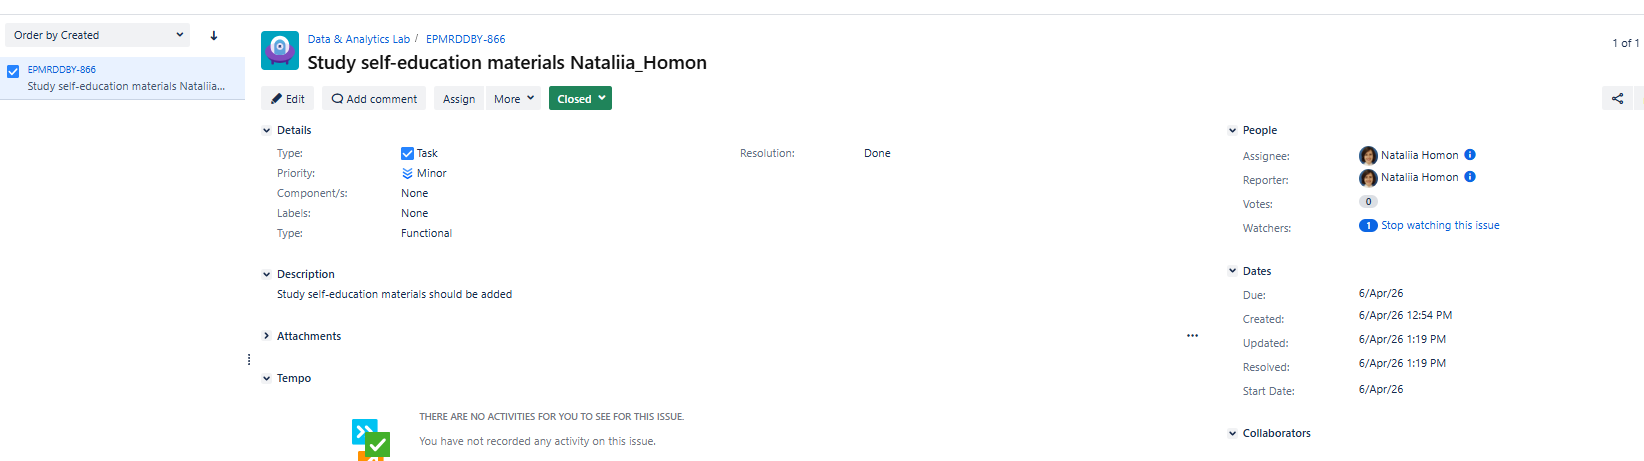 Order by Created
EPMRDDBY-866
Study self-education materials Nataliia...
Data & Analytics Lab / EPMRDDBY-866
1 of 1
Study self-education materials Nataliia_Homon
Edit Add comment Assign More Closed
Details
Type: Task
Resolution: Done
Priority: Minor
Component/s: None
Labels: None
Type: Functional
Description
Study self-education materials should be added
Attachments
Tempo
THERE ARE NO ACTIVITIES FOR YOU TO SEE FOR THIS ISSUE.
You have not recorded any activity on this issue.
People
Assignee: Nataliia Homon
Reporter: Nataliia Homon
Votes: 0
Watchers: 1 Stop watching this issue
Dates
Due: 6/Apr/26
Created: 6/Apr/26 12:54 PM
Updated: 6/Apr/26 1:19 PM
Resolved: 6/Apr/26 1:19 PM
Start Date: 6/Apr/26
Collaborators